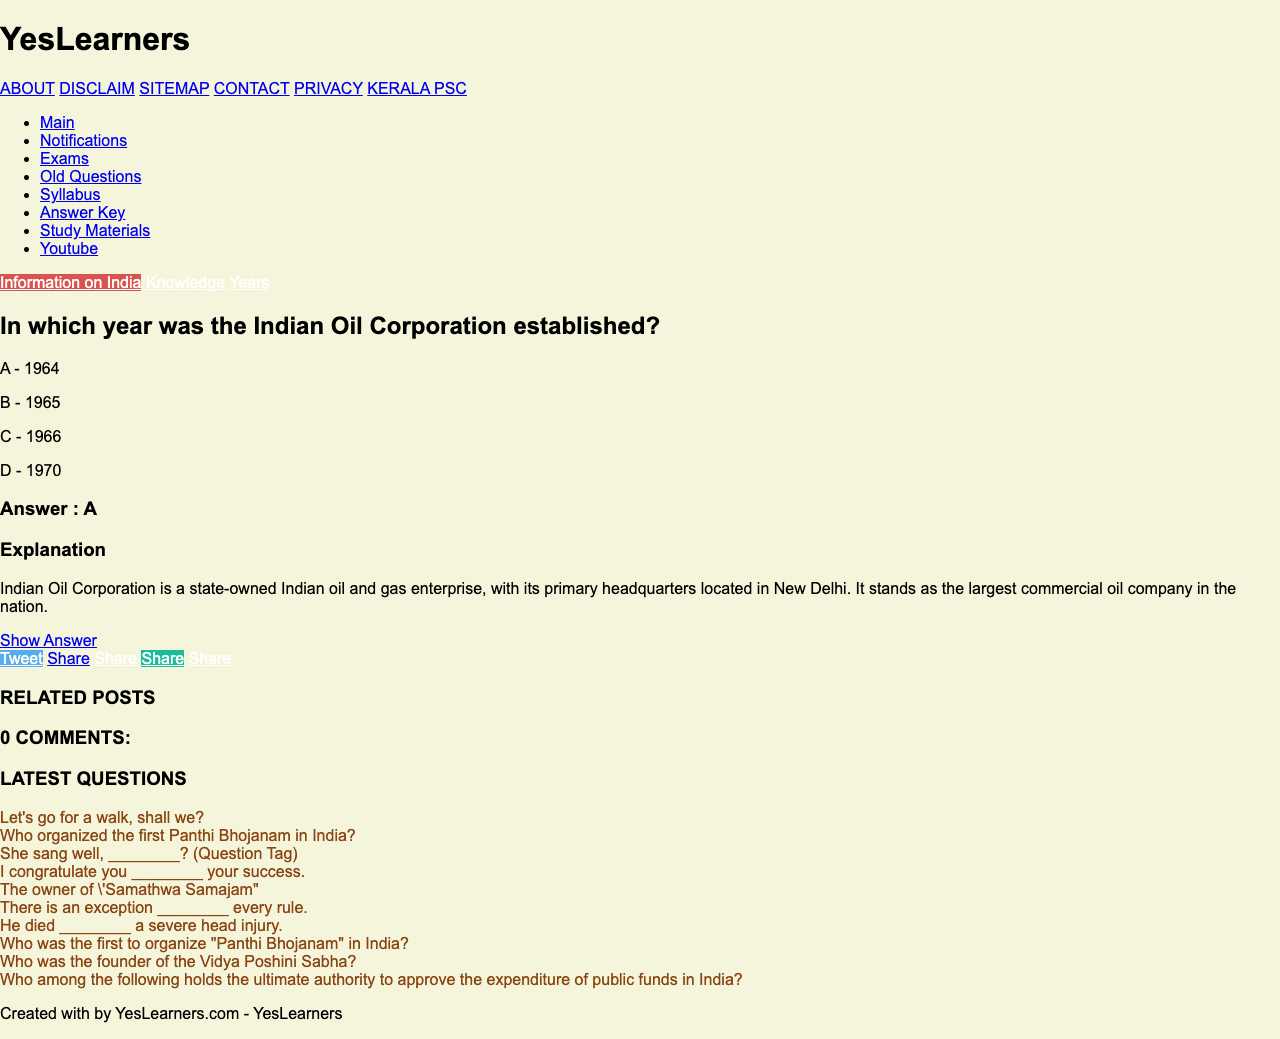 YesLearners
ABOUT DISCLAIM SITEMAP CONTACT PRIVACY KERALA PSC
Main
Notifications
Exams
Old Questions
Syllabus
Answer Key
Study Materials
Youtube
Information on India Knowledge Years
In which year was the Indian Oil Corporation established?
A - 1964
B - 1965
C - 1966
D - 1970
Answer : A
Explanation
Indian Oil Corporation is a state-owned Indian oil and gas enterprise, with its primary headquarters located in New Delhi. It stands as the largest commercial oil company in the
nation.
Show Answer
Tweet Share Share Share Share
RELATED POSTS
0 COMMENTS:
LATEST QUESTIONS
Let's go for a walk, shall we?
Who organized the first Panthi Bhojanam in India?
She sang well, ________? (Question Tag)
I congratulate you ________ your success.
The owner of \'Samathwa Samajam"
There is an exception ________ every rule.
He died ________ a severe head injury.
Who was the first to organize "Panthi Bhojanam" in India?
Who was the founder of the Vidya Poshini Sabha?
Who among the following holds the ultimate authority to approve the expenditure of public funds in India?
Created with by YesLearners.com - YesLearners